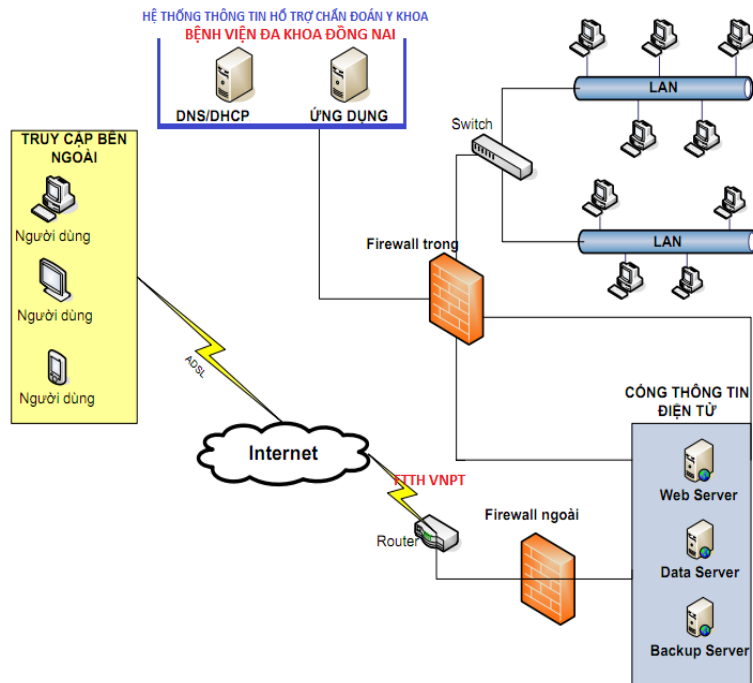 HỆ THỐNG THÔNG TIN HỔ TRỢ CHẨN ĐOÁN Y KHOA
BỆNH VIỆN ĐA KHOA ĐỒNG NAI
DNS/DHCP
ỨNG DỤNG
LAN
Switch
LAN
TRUY CẬP BÊN
NGOÀI
Người dùng
Người dùng
Người dùng
Firewall trong
ADSL
Internet
FTTH VNPT
Router
Firewall ngoài
CỔNG THÔNG TIN
ĐIỆN TỬ
Web Server
Data Server
Backup Server